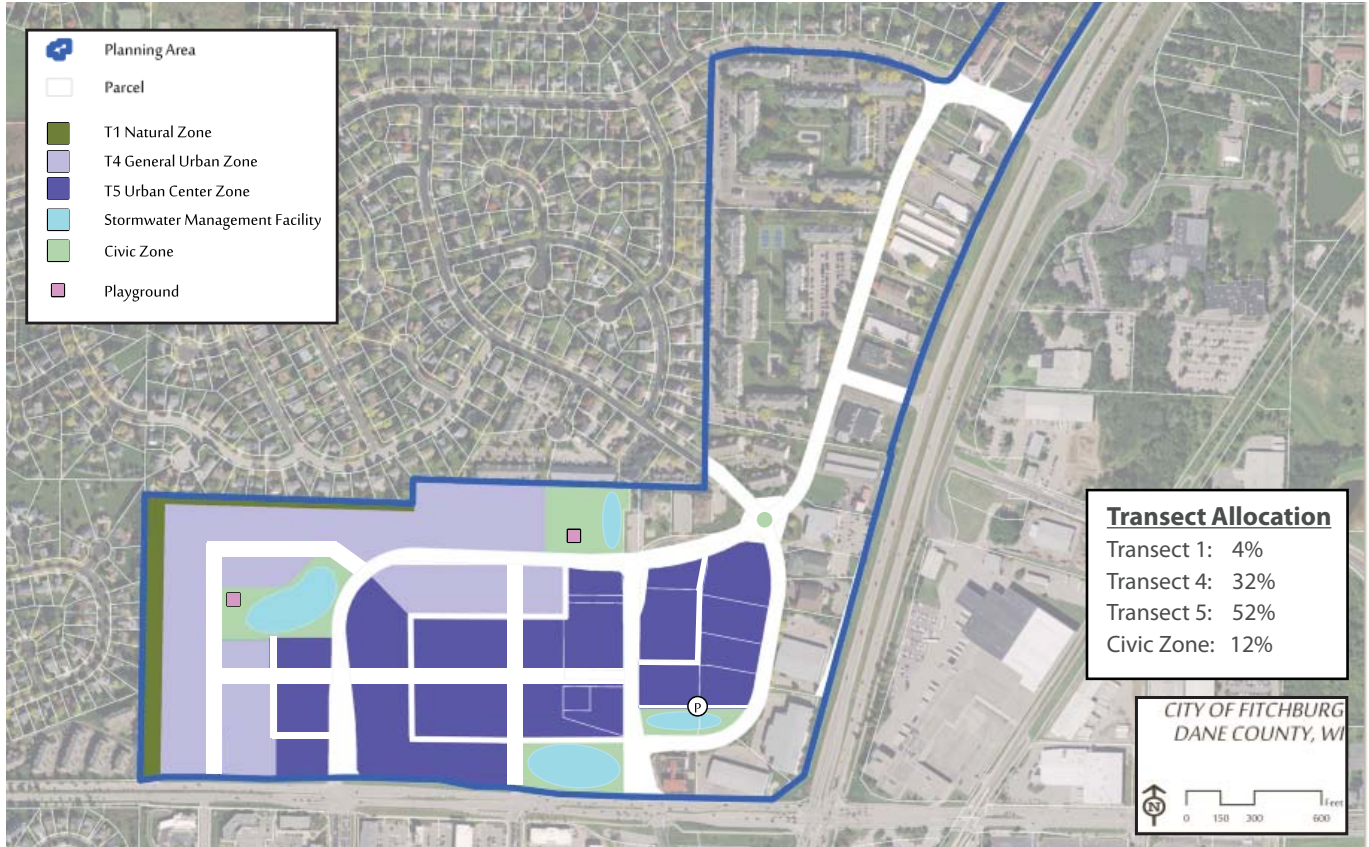 Planning Area
Parcel
T1 Natural Zone
T4 General Urban Zone
T5 Urban Center Zone
Stormwater Management Facility
Civic Zone
Playground
P
Transect Allocation
Transect 1: 4%
Transect 4: 32%
Transect 5: 52%
Civic Zone: 12%
CITY OF FITCHBURG
DANE COUNTY, WI
N
Feet
0 150 300 600